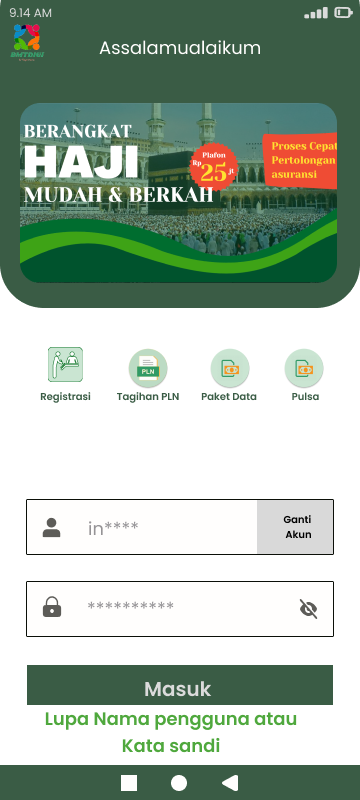 9.14 AM
Assalamualaikum
BERANGKAT
HAJI
MUDAH & BERKAH
Plafon
Rp 25 Jt
Proses Cepat
Pertolongan
asuransi
Registrasi
Tagihan PLN
PLN
Paket Data
Pulsa
in****
Ganti
Akun
**********
Masuk
Lupa Nama pengguna atau
Kata sandi